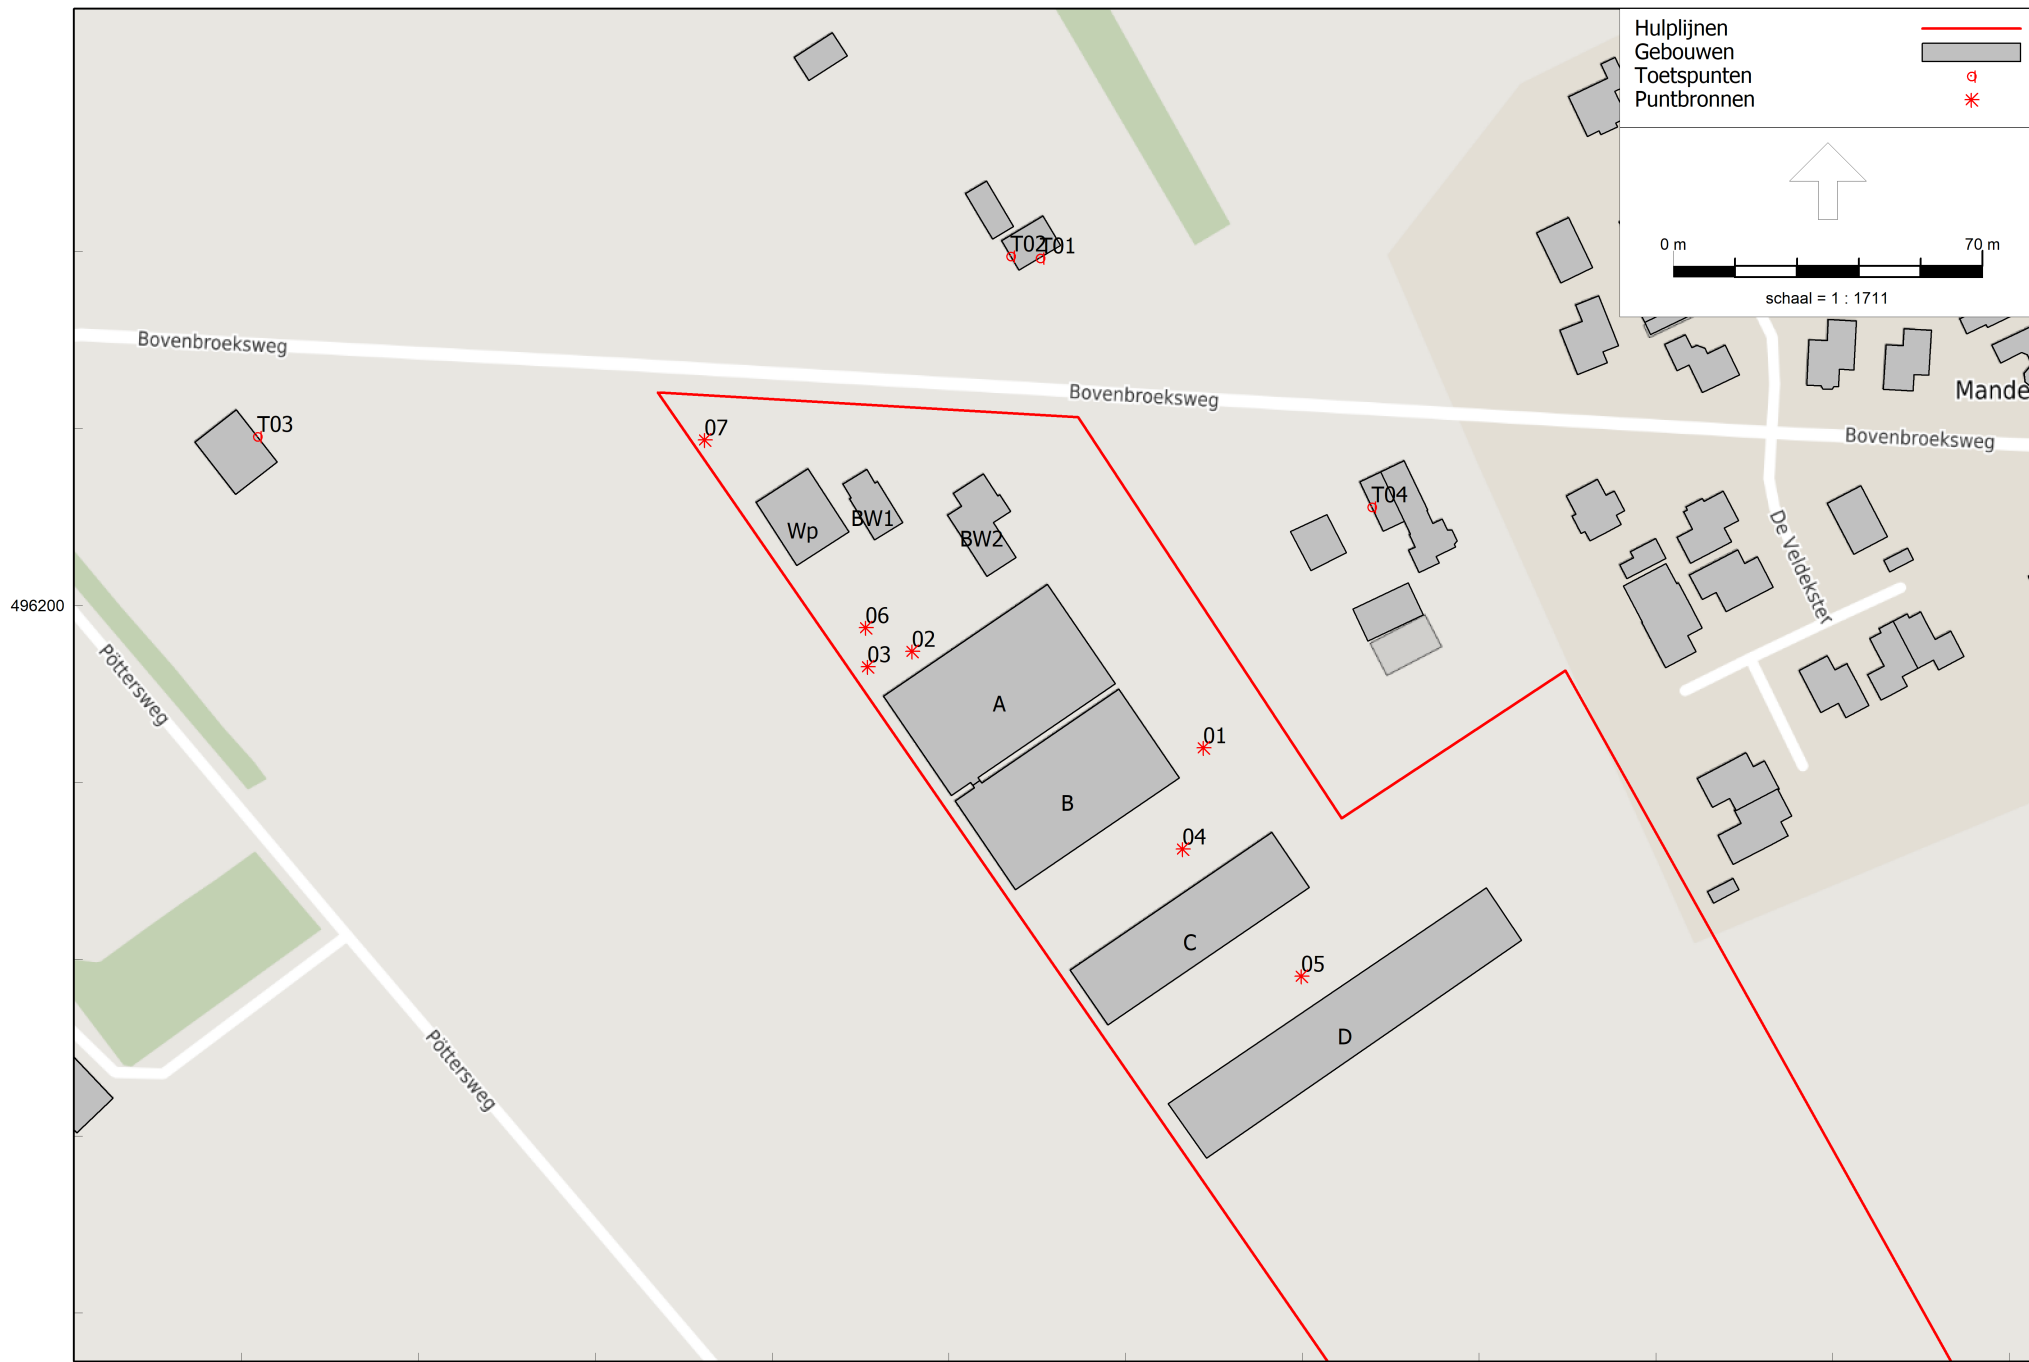 Hulplijnen
Gebouwen
Toetspunten
Puntbronnen
0 m 70 m
schaal = 1 : 1711
T02
T01
Bovenbroeksweg
Bovenbroeksweg
Mande
Bovenbroeksweg
T03
07
T04
Wp
BW1
BW2
De Veldekster
496200
06
02
03
Pöttersweg
A
01
B
04
C
05
D
Pöttersweg